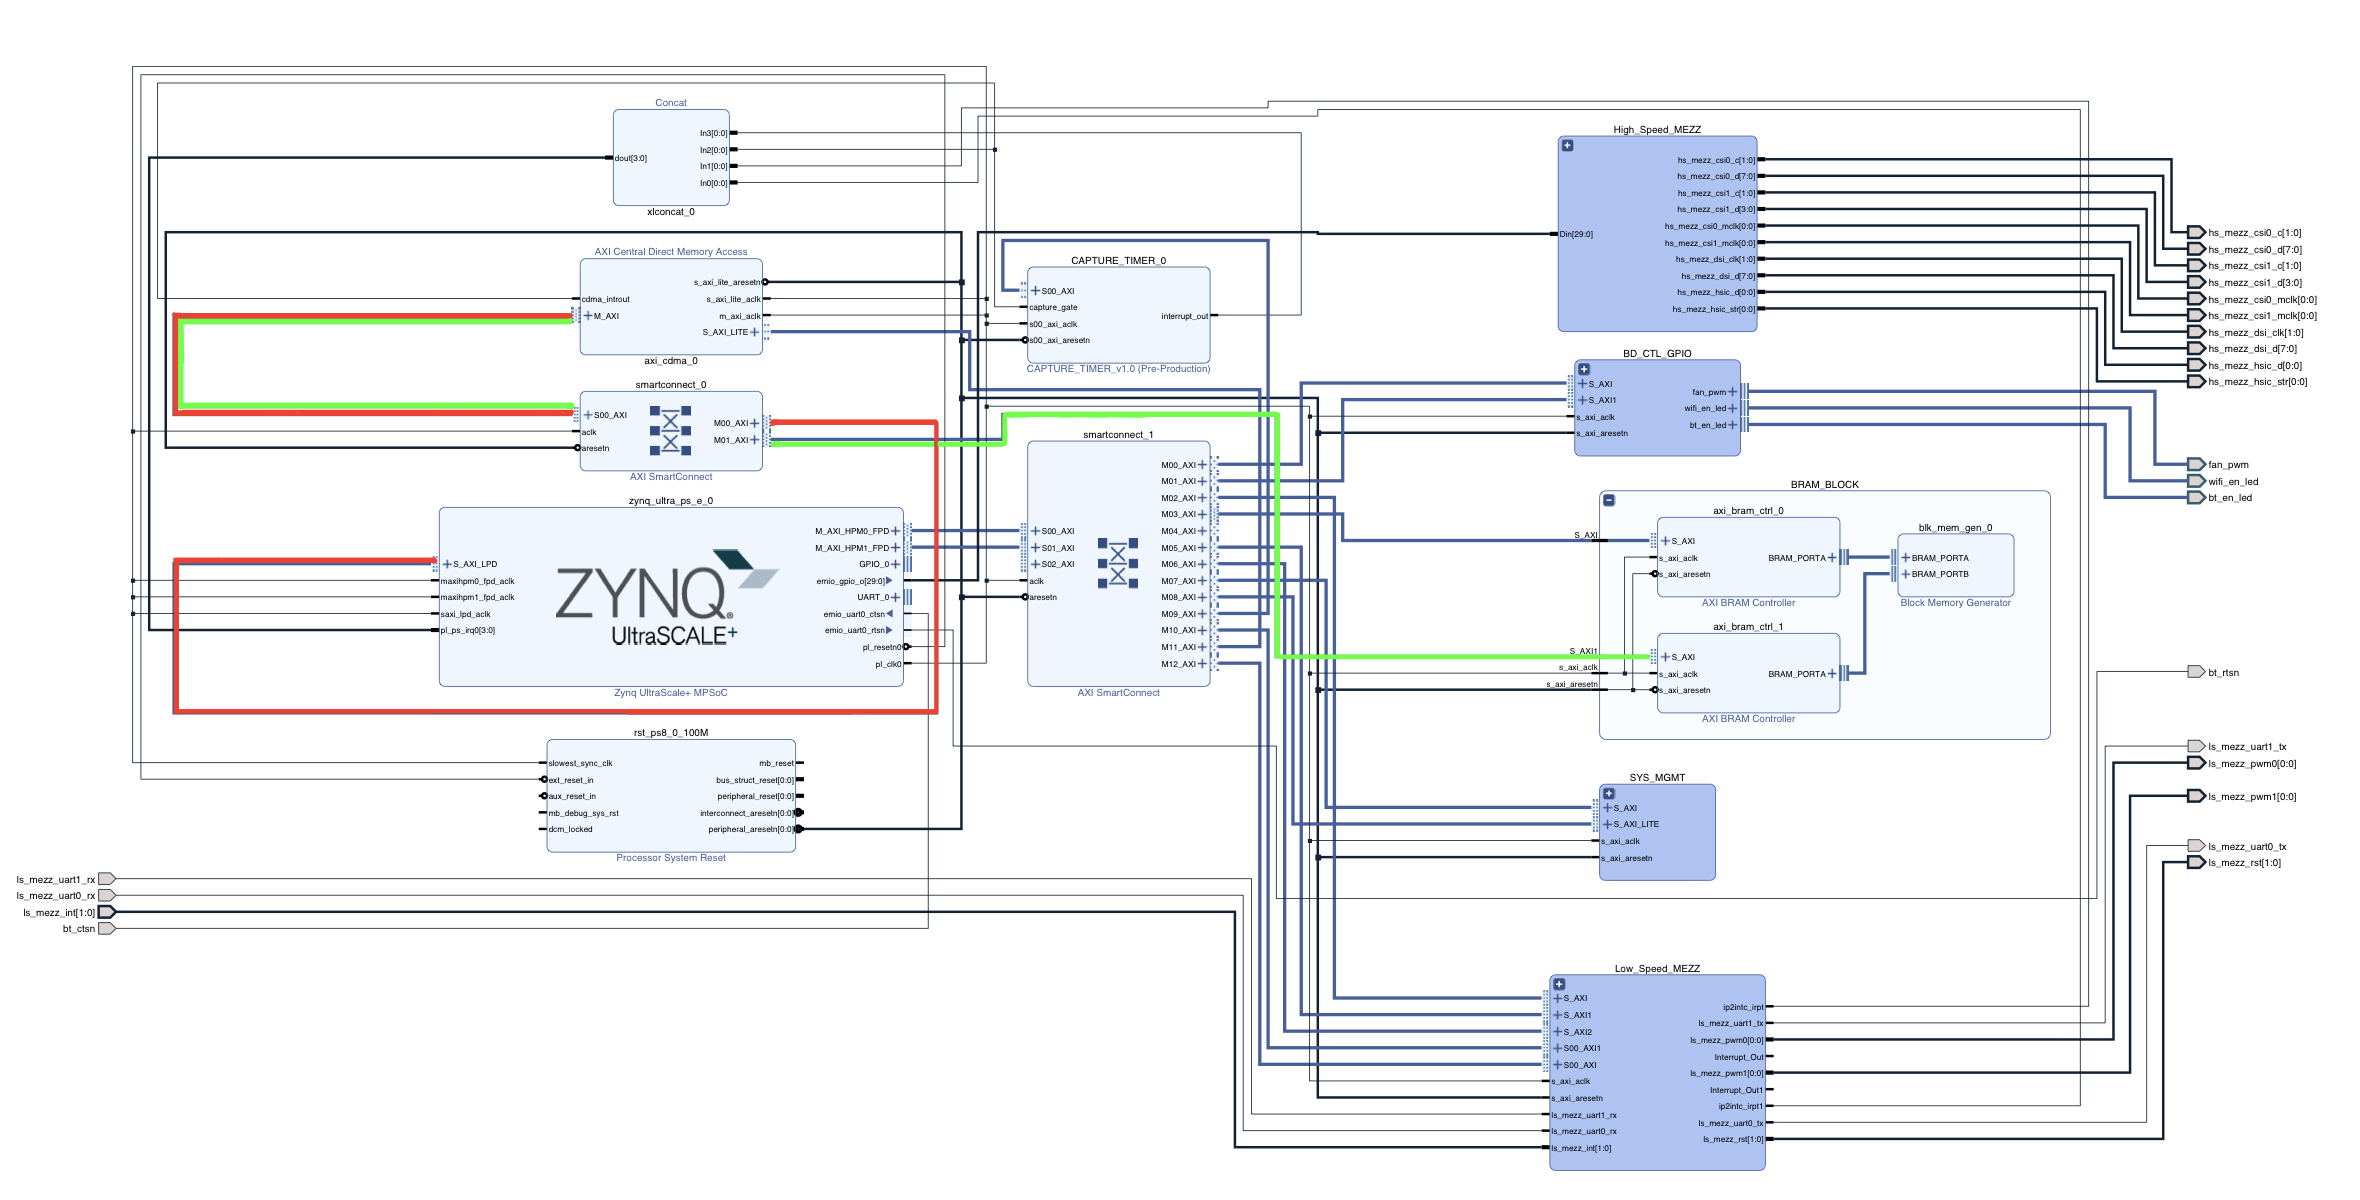 Concat
In3[0:0]
In2[0:0]
dout[3:0]
In1[0:0]
In0[0:0]
xlconcat_0
AXI Central Direct Memory Access
s_axi_lite_aresetn
cdma_introut
s_axi_lite_aclk
M_AXI
m_axi_aclk
S_AXI_LITE
axi_cdma_0
smartconnect_0
S00_AXI
M00_AXI
aclk
M01_AXI
aresetn
AXI SmartConnect
zynq_ultra_ps_e_0
M_AXI_HPM0_FPD
M_AXI_HPM1_FPD
S_AXI_LPD
GPIO_0
maxihpm0_fpd_aclk
emio_gpio_o[29:0]
maxihpm1_fpd_aclk
UART_0
saxi_lpd_aclk
emio_uart0_ctsn
pl_ps_irq0[3:0]
emio_uart0_rtsn
pl_resetn0
pl_clk0
ZYNQ®
UltraSCALE+
Zynq UltraScale+ MPSoC
rst_ps8_0_100M
slowest_sync_clk
mb_reset
ext_reset_in
bus_struct_reset[0:0]
aux_reset_in
peripheral_reset[0:0]
mb_debug_sys_rst
interconnect_aresetn[0:0]
dcm_locked
peripheral_aresetn[0:0]
Processor System Reset
ls_mezz_uart1_rx
ls_mezz_uart0_rx
ls_mezz_int[1:0]
bt_ctsn
CAPTURE_TIMER_0
S00_AXI
capture_gate
interrupt_out
s00_axi_aclk
s00_axi_aresetn
CAPTURE_TIMER_v1.0 (Pre-Production)
smartconnect_1
M00_AXI
M01_AXI
M02_AXI
M03_AXI
S00_AXI
M04_AXI
S01_AXI
M05_AXI
S02_AXI
M06_AXI
aclk
M07_AXI
aresetn
M08_AXI
M09_AXI
M10_AXI
M11_AXI
M12_AXI
AXI SmartConnect
High_Speed_MEZZ
hs_mezz_csi0_c[1:0]
hs_mezz_csi0_d[7:0]
hs_mezz_csi1_c[1:0]
hs_mezz_csi1_d[3:0]
hs_mezz_csi0_mclk[0:0]
Din[29:0]
hs_mezz_csi1_mclk[0:0]
hs_mezz_dsi_clk[1:0]
hs_mezz_dsi_d[7:0]
hs_mezz_hsic_d[0:0]
hs_mezz_hsic_str[0:0]
BD_CTL_GPIO
S_AXI
fan_pwm
S_AXI1
wifi_en_led
s_axi_aclk
bt_en_led
s_axi_aresetn
BRAM_BLOCK
axi_bram_ctrl_0
S_AXI
S_AXI
s_axi_aclk
BRAM_PORTA
s_axi_aresetn
AXI BRAM Controller
blk_mem_gen_0
BRAM_PORTA
BRAM_PORTB
Block Memory Generator
axi_bram_ctrl_1
S_AXI1
S_AXI
s_axi_aclk
s_axi_aclk
BRAM_PORTA
s_axi_aresetn
s_axi_aresetn
AXI BRAM Controller
SYS_MGMT
S_AXI
S_AXI_LITE
s_axi_aclk
s_axi_aresetn
Low_Speed_MEZZ
S_AXI
ip2intc_irpt
S_AXI1
ls_mezz_uart1_tx
S_AXI2
ls_mezz_pwm0[0:0]
S00_AXI1
Interrupt_Out
S00_AXI
ls_mezz_pwm1[0:0]
s_axi_aclk
Interrupt_Out1
s_axi_aresetn
ip2intc_irpt1
ls_mezz_uart1_rx
ls_mezz_uart0_tx
ls_mezz_uart0_rx
ls_mezz_rst[1:0]
ls_mezz_int[1:0]
hs_mezz_csi0_c[1:0]
hs_mezz_csi0_d[7:0]
hs_mezz_csi1_c[1:0]
hs_mezz_csi1_d[3:0]
hs_mezz_csi0_mclk[0:0]
hs_mezz_csi1_mclk[0:0]
hs_mezz_dsi_clk[1:0]
hs_mezz_dsi_d[7:0]
hs_mezz_hsic_d[0:0]
hs_mezz_hsic_str[0:0]
fan_pwm
wifi_en_led
bt_en_led
bt_rtsn
ls_mezz_uart1_tx
ls_mezz_pwm0[0:0]
ls_mezz_pwm1[0:0]
ls_mezz_uart0_tx
ls_mezz_rst[1:0]